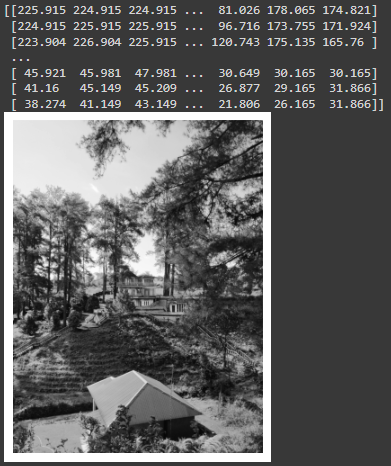 [[225.915 224.915 224.915 ... 81.026 178.065 174.821]
[224.915 225.915 225.915 ... 96.716 173.755 171.924]
[223.904 226.904 225.915 ... 120.743 175.135 165.76 ]
...
[ 45.921 45.981 47.981 ... 30.649 30.165 30.165]
[ 41.16 45.149 45.209 ... 26.877 29.165 31.866]
[ 38.274 41.149 43.149 ... 21.806 26.165 31.866]]